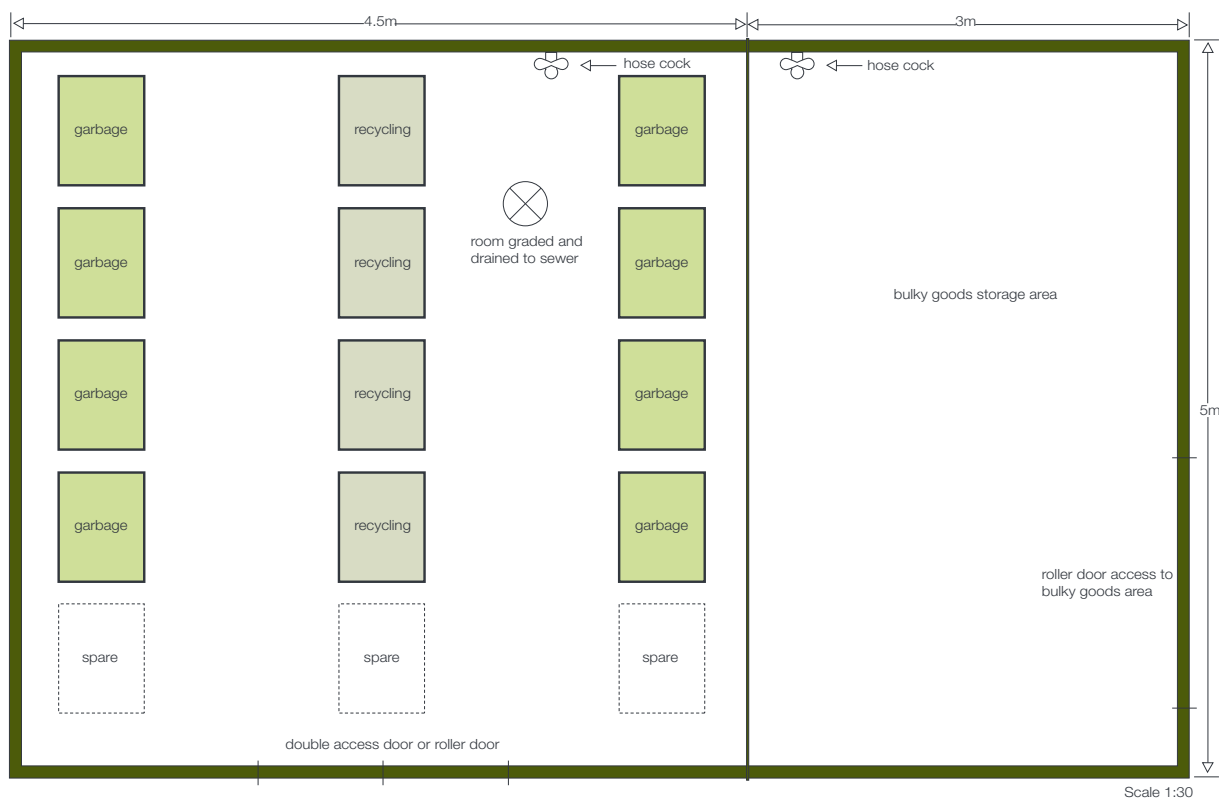 4.5m
3m
hose cock
hose cock
garbage
recycling
garbage
room graded and
drained to sewer
garbage
recycling
garbage
bulky goods storage area
garbage
recycling
garbage
5m
garbage
recycling
garbage
roller door access to
bulky goods area
spare
spare
spare
double access door or roller door
Scale 1:30